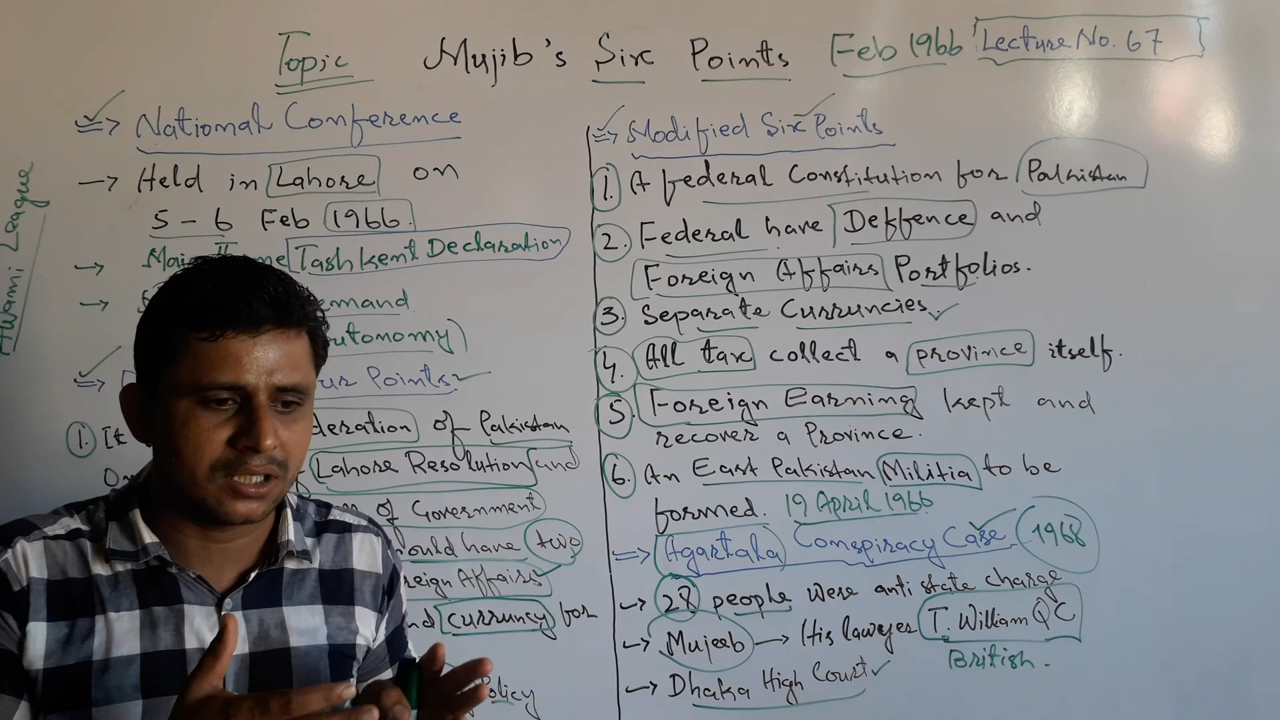 Topic Mujib's Six Points Feb 1966 Lecture No. 67
Awami League
=> National Conference
→ Held in Lahore on
5 - 6 Feb 1966.
→ Tashkent Declaration
→ emand
utonomy)
=> Points
1. It deration of Pakistan
Lahore Resolution and
of Government
ould have two
reign Affairs
nd curruncy for
Policy
=> Modified Six Points
1. A federal Constitution for Pakistan
2. Federal have Deffence and
Foreign Affairs Portfolios.
3. Separate Curruncies
4. All tax collect a province itself.
5 Foreign Earning kept and
recover a Province.
6. An East Pakistan Militia to be
formed. 19 April 1966
=> Agartala Conspiracy Case 1968
→ 28 people were anti state charge
→ Mujeeb → His lawyer T. William QC
British.
→ Dhaka High Court